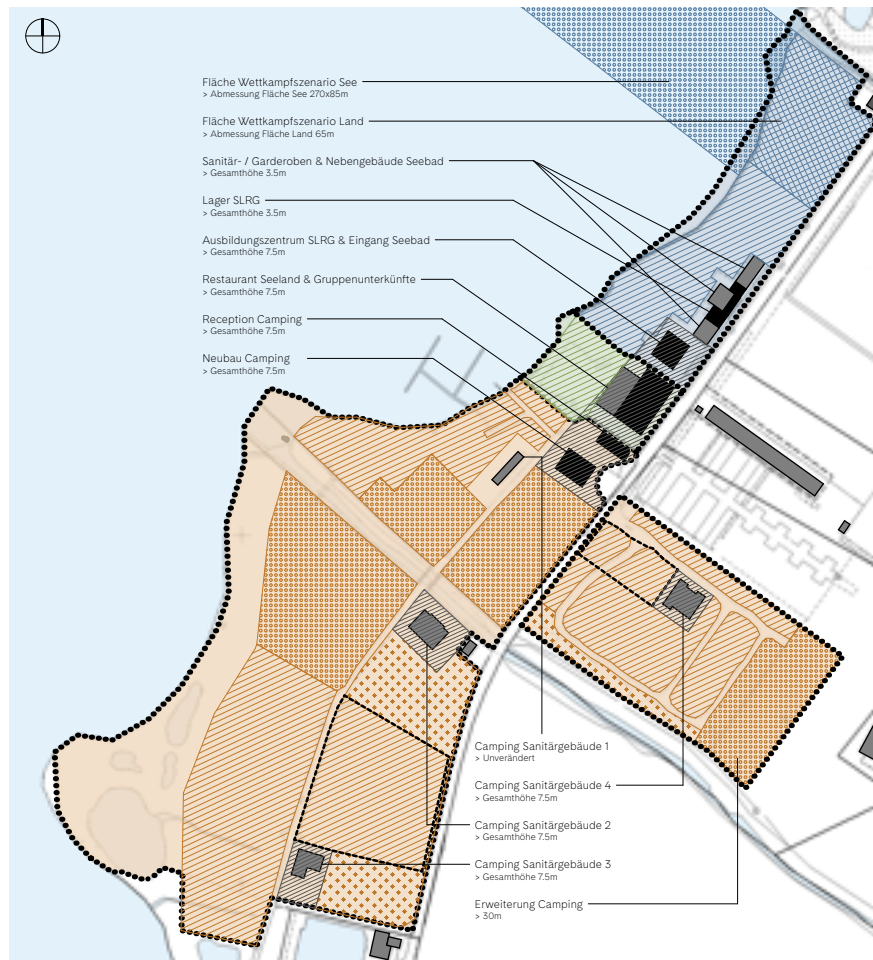 Fläche Wettkampfszenario See
> Abmessung Fläche See 270x85m
Fläche Wettkampfszenario Land
> Abmessung Fläche Land 65m
Sanitär- / Garderoben & Nebengebäude Seebad
> Gesamthöhe 3.5m
Lager SLRG
> Gesamthöhe 3.5m
Ausbildungszentrum SLRG & Eingang Seebad
> Gesamthöhe 7.5m
Restaurant Seeland & Gruppenunterkünfte
> Gesamthöhe 7.5m
Reception Camping
> Gesamthöhe 7.5m
Neubau Camping
> Gesamthöhe 7.5m
Camping Sanitärgebäude 1
> Unverändert
Camping Sanitärgebäude 4
> Gesamthöhe 7.5m
Camping Sanitärgebäude 2
> Gesamthöhe 7.5m
Camping Sanitärgebäude 3
> Gesamthöhe 7.5m
Erweiterung Camping
> 30m